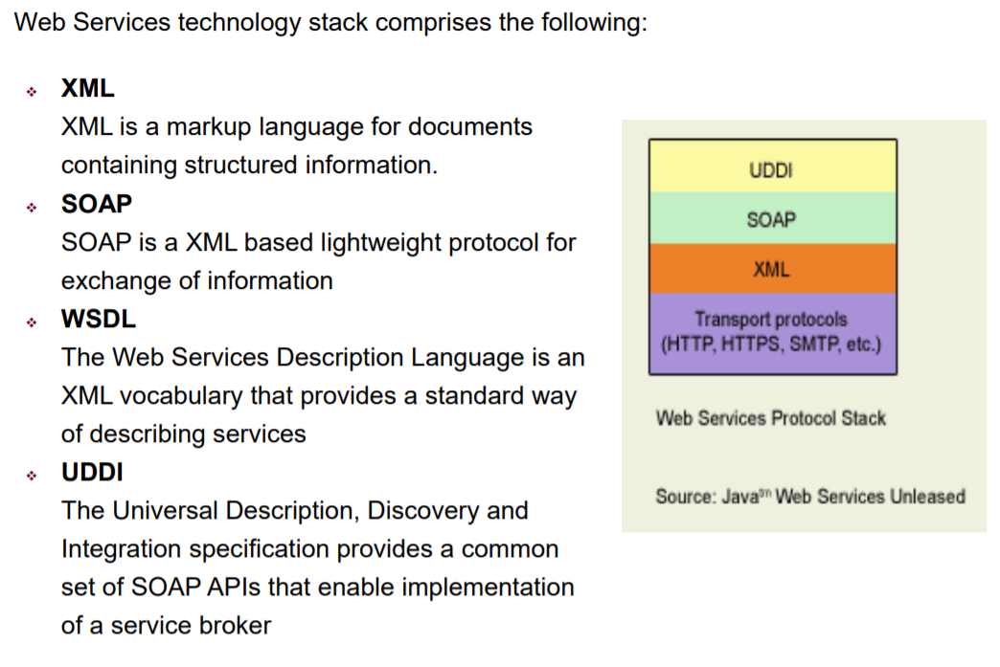 Web Services technology stack comprises the following:
XML
XML is a markup language for documents
containing structured information.
SOAP
SOAP is a XML based lightweight protocol for
exchange of information
WSDL
The Web Services Description Language is an
XML vocabulary that provides a standard way
of describing services
UDDI
The Universal Description, Discovery and
Integration specification provides a common
set of SOAP APIs that enable implementation
of a service broker
UDDI
SOAP
XML
Transport protocols
(HTTP, HTTPS, SMTP, etc.)
Web Services Protocol Stack
Source: Java™ Web Services Unleased